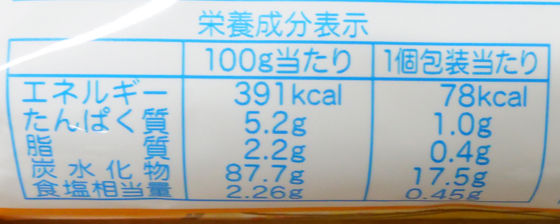 栄養成分表示
100g当たり 1個包装当たり
エネルギー 391kcal 78kcal
たんぱく質 5.2g 1.0g
脂質 2.2g 0.4g
炭水化物 87.7g 17.5g
食塩相当量 2.26g 0.45g